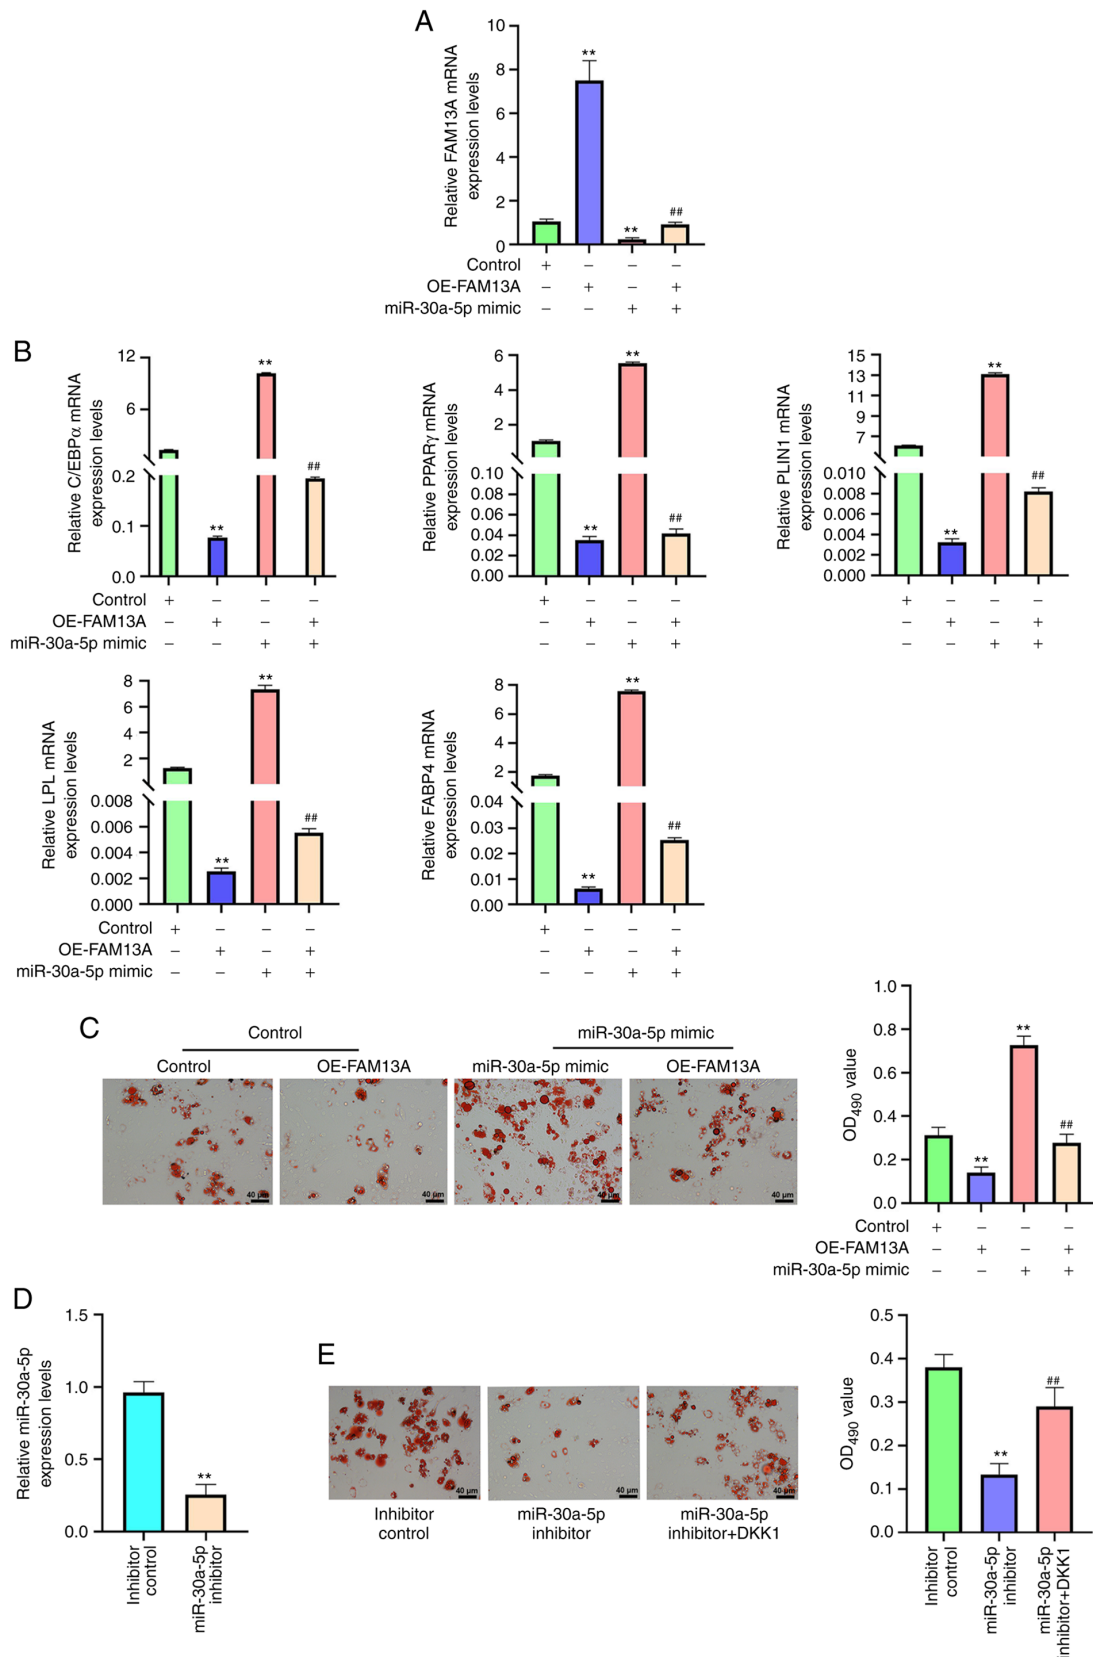 A
Relative FAM13A mRNA
expression levels
10
8
6
4
2
0
**
**
##
Control + – – –
OE-FAM13A – + – +
miR-30a-5p mimic – – + +
B
Relative C/EBPα mRNA
expression levels
12
6
0.2
0.1
0.0
**
**
##
Control + – – –
OE-FAM13A – + – +
miR-30a-5p mimic – – + +
Relative PPARγ mRNA
expression levels
6
4
2
0.10
0.08
0.06
0.04
0.02
0.00
**
**
##
+ – – –
– + – +
– – + +
Relative PLIN1 mRNA
expression levels
15
13
11
9
7
0.010
0.008
0.006
0.004
0.002
0.000
**
**
##
+ – – –
– + – +
– – + +
Relative LPL mRNA
expression levels
8
6
4
2
0.008
0.006
0.004
0.002
0.000
**
**
##
Control + – – –
OE-FAM13A – + – +
miR-30a-5p mimic – – + +
Relative FABP4 mRNA
expression levels
8
6
4
2
0.04
0.03
0.02
0.01
0.00
**
**
##
+ – – –
– + – +
– – + +
C
Control miR-30a-5p mimic
Control OE-FAM13A miR-30a-5p mimic OE-FAM13A
40 µm 40 µm 40 µm 40 µm
OD490 value
1.0
0.8
0.6
0.4
0.2
0.0
**
**
##
Control + – – –
OE-FAM13A – + – +
miR-30a-5p mimic – – + +
D
Relative miR-30a-5p
expression levels
1.5
1.0
0.5
0.0
**
Inhibitor
control
miR-30a-5p
inhibitor
E
40 µm 40 µm 40 µm
Inhibitor
control
miR-30a-5p
inhibitor
miR-30a-5p
inhibitor+DKK1
OD490 value
0.5
0.4
0.3
0.2
0.1
0.0
**
##
Inhibitor
control
miR-30a-5p
inhibitor
miR-30a-5p
inhibitor+DKK1